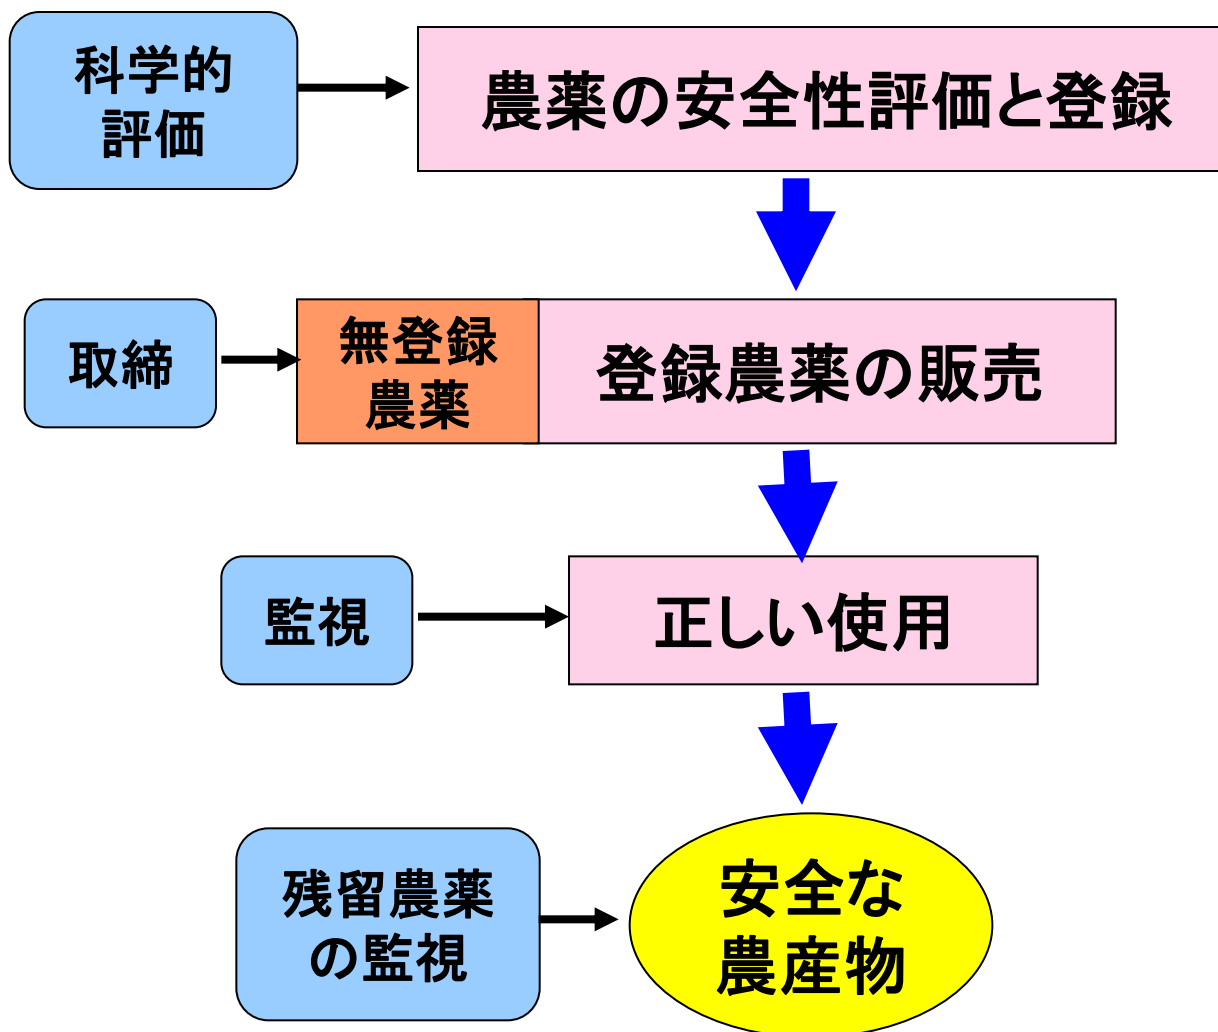 科学的
評価
農薬の安全性評価と登録
取締
無登録
農薬
登録農薬の販売
監視
正しい使用
残留農薬
の監視
安全な
農産物